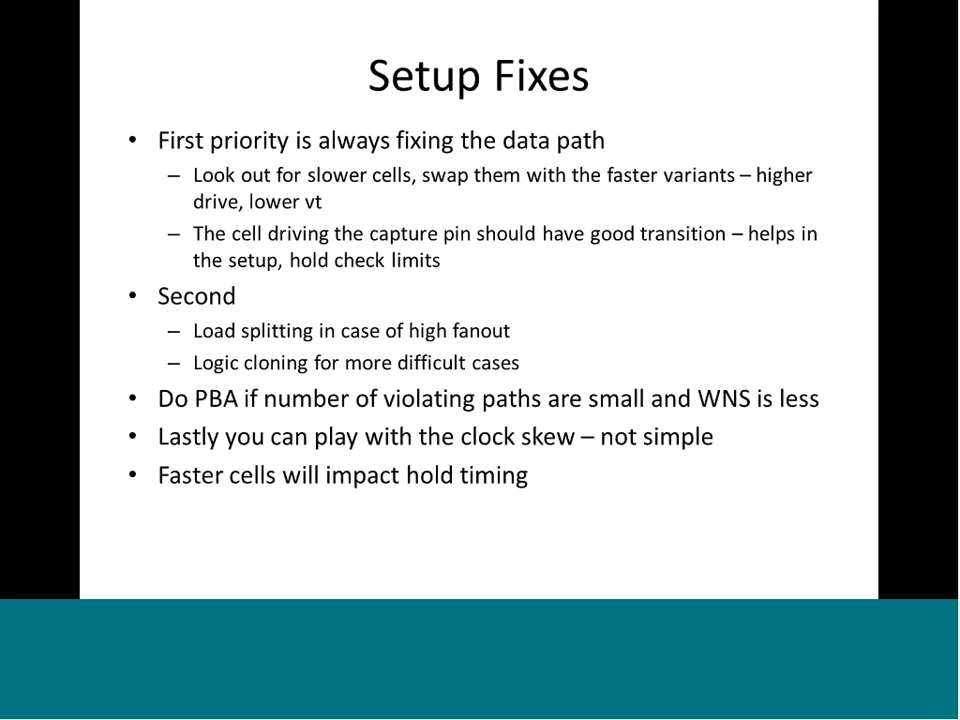 Setup Fixes
• First priority is always fixing the data path
– Look out for slower cells, swap them with the faster variants – higher
drive, lower vt
– The cell driving the capture pin should have good transition – helps in
the setup, hold check limits
• Second
– Load splitting in case of high fanout
– Logic cloning for more difficult cases
• Do PBA if number of violating paths are small and WNS is less
• Lastly you can play with the clock skew – not simple
• Faster cells will impact hold timing